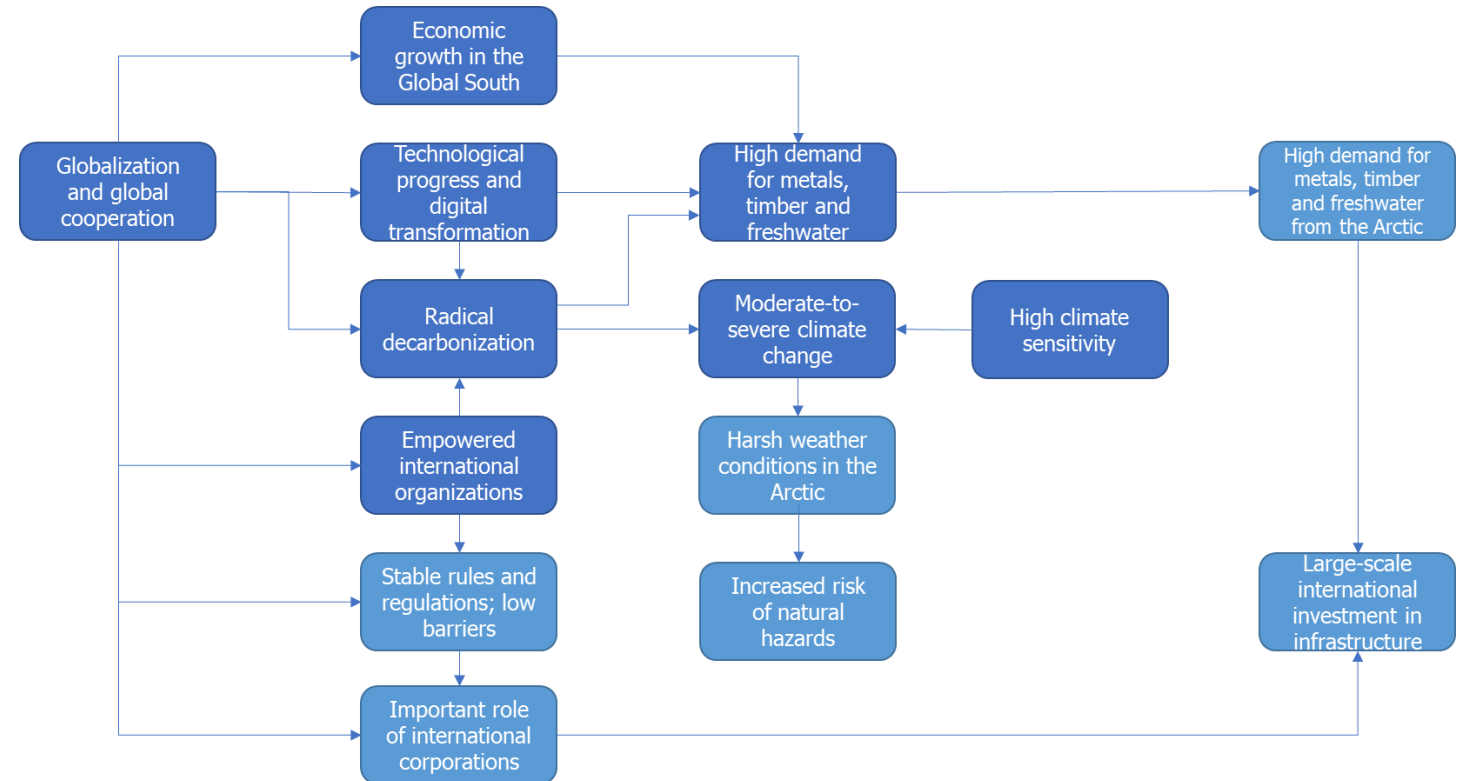 Economic
growth in the
Global South
Globalization
and global
cooperation
Technological
progress and
digital
transformation
High demand
for metals,
timber and
freshwater
High demand for
metals, timber
and freshwater
from the Arctic
Radical
decarbonization
Moderate-to-
severe climate
change
High climate
sensitivity
Empowered
international
organizations
Harsh weather
conditions in the
Arctic
Stable rules and
regulations; low
barriers
Increased risk
of natural
hazards
Large-scale
international
investment in
infrastructure
Important role
of international
corporations